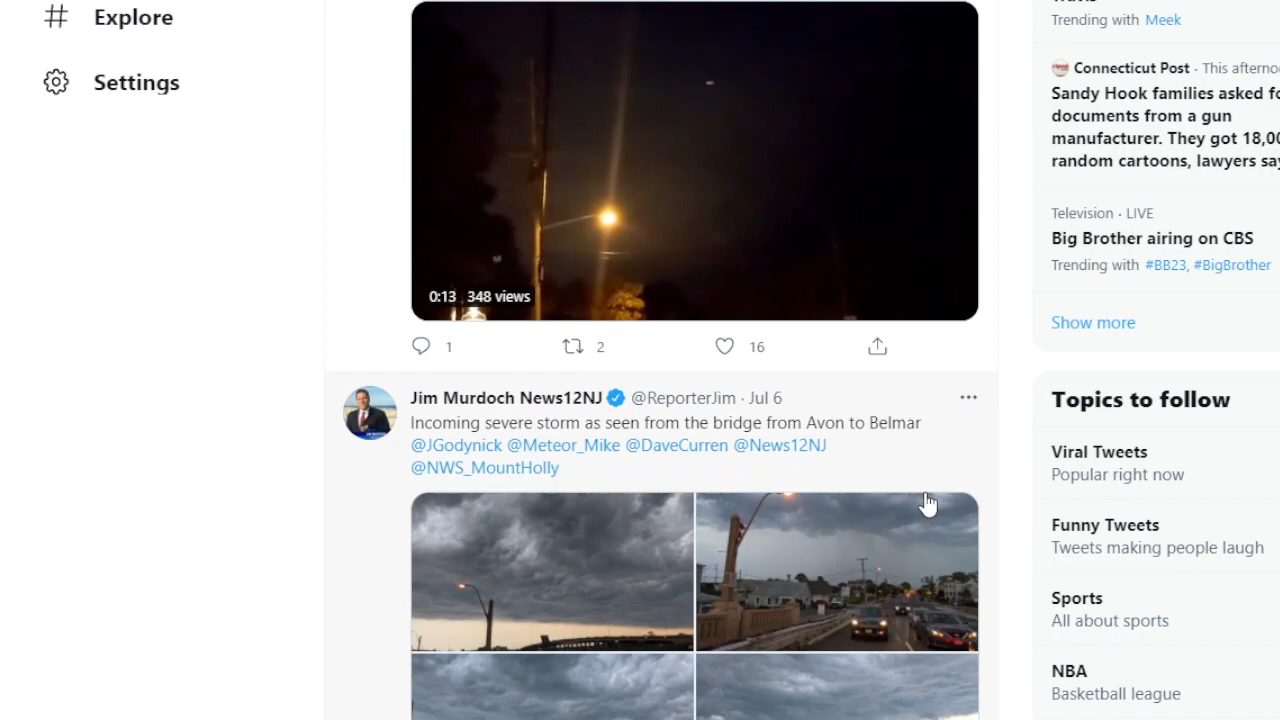 Explore
Settings
0:13 348 views
1
2
16
Jim Murdoch News12NJ @ReporterJim · Jul 6
Incoming severe storm as seen from the bridge from Avon to Belmar
@JGodynick @Meteor_Mike @DaveCurren @News12NJ
@NWS_MountHolly
Trending with Meek
Connecticut Post · This afterno
Sandy Hook families asked fo
documents from a gun
manufacturer. They got 18,00
random cartoons, lawyers say
Television · LIVE
Big Brother airing on CBS
Trending with #BB23, #BigBrother
Show more
Topics to follow
Viral Tweets
Popular right now
Funny Tweets
Tweets making people laugh
Sports
All about sports
NBA
Basketball league